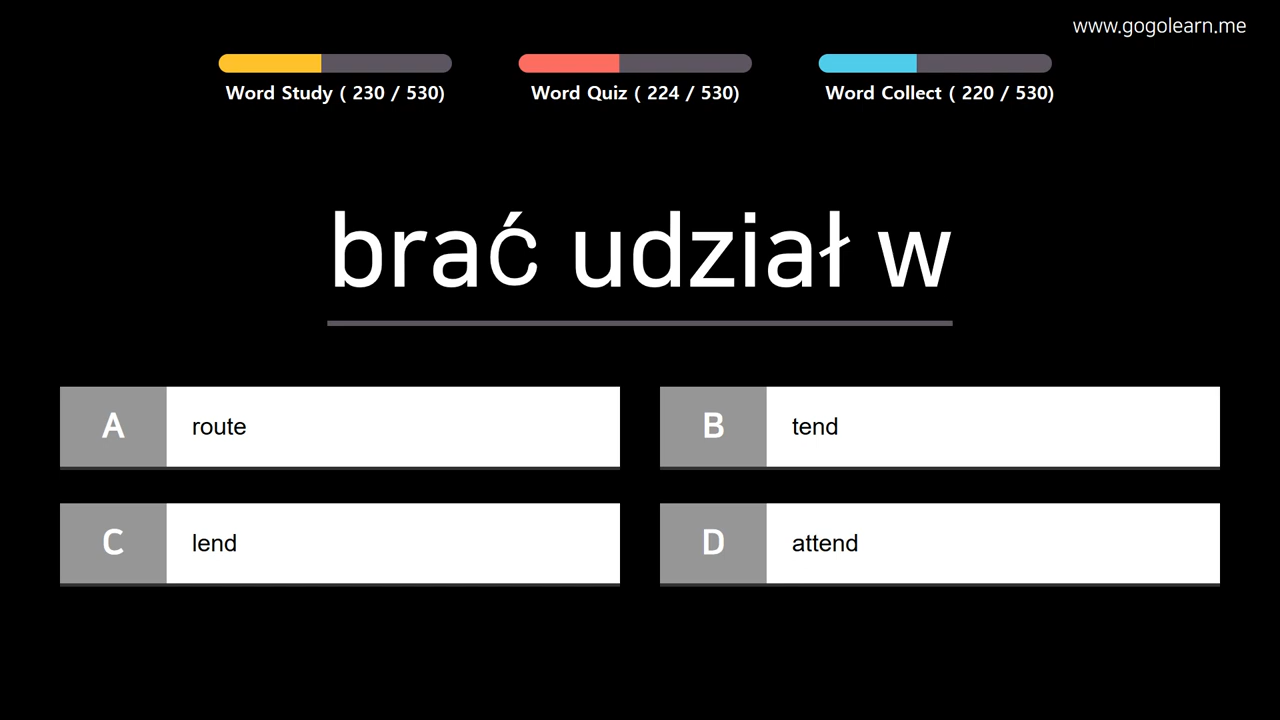 www.gogolearn.me
Word Study ( 230 / 530)
Word Quiz ( 224 / 530)
Word Collect ( 220 / 530)
brać udział w
A route
B tend
C lend
D attend